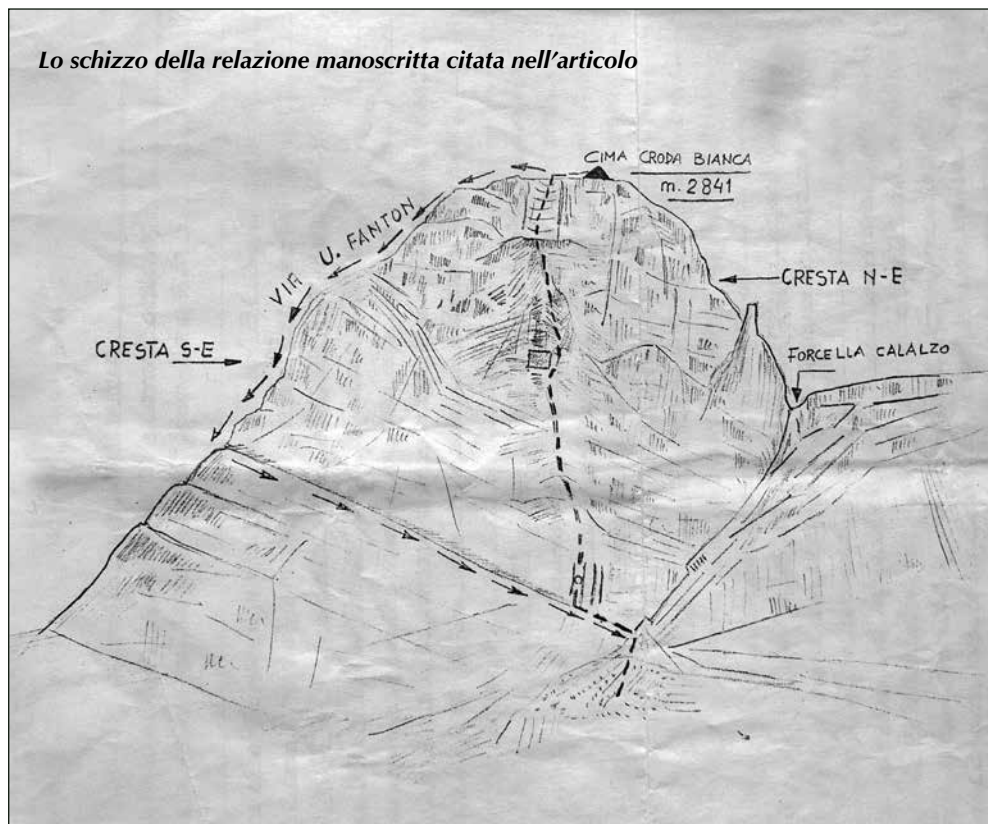 Lo schizzo della relazione manoscritta citata nell'articolo
CIMA CRODA BIANCA
m. 2841
VIA U. FANTON
CRESTA N-E
CRESTA S-E
FORCELLA CALALZO